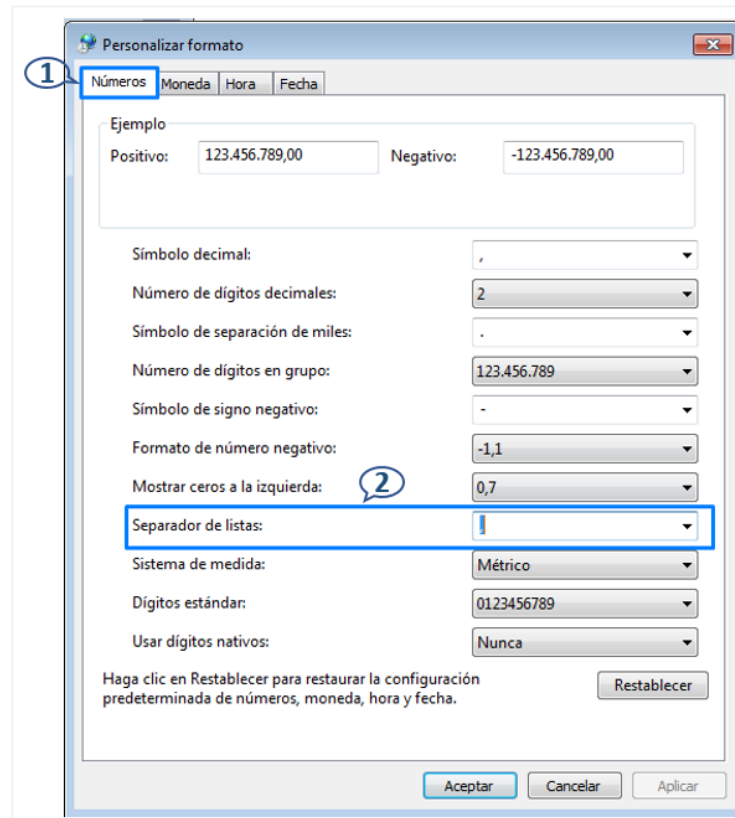 Personalizar formato
1
Números Moneda Hora Fecha
Ejemplo
Positivo: 123.456.789,00 Negativo: -123.456.789,00
Símbolo decimal: ,
Número de dígitos decimales: 2
Símbolo de separación de miles: .
Número de dígitos en grupo: 123.456.789
Símbolo de signo negativo: -
Formato de número negativo: -1,1
Mostrar ceros a la izquierda: 2 0,7
Separador de listas:
Sistema de medida: Métrico
Dígitos estándar: 0123456789
Usar dígitos nativos: Nunca
Haga clic en Restablecer para restaurar la configuración
predeterminada de números, moneda, hora y fecha.
Restablecer
Aceptar Cancelar Aplicar